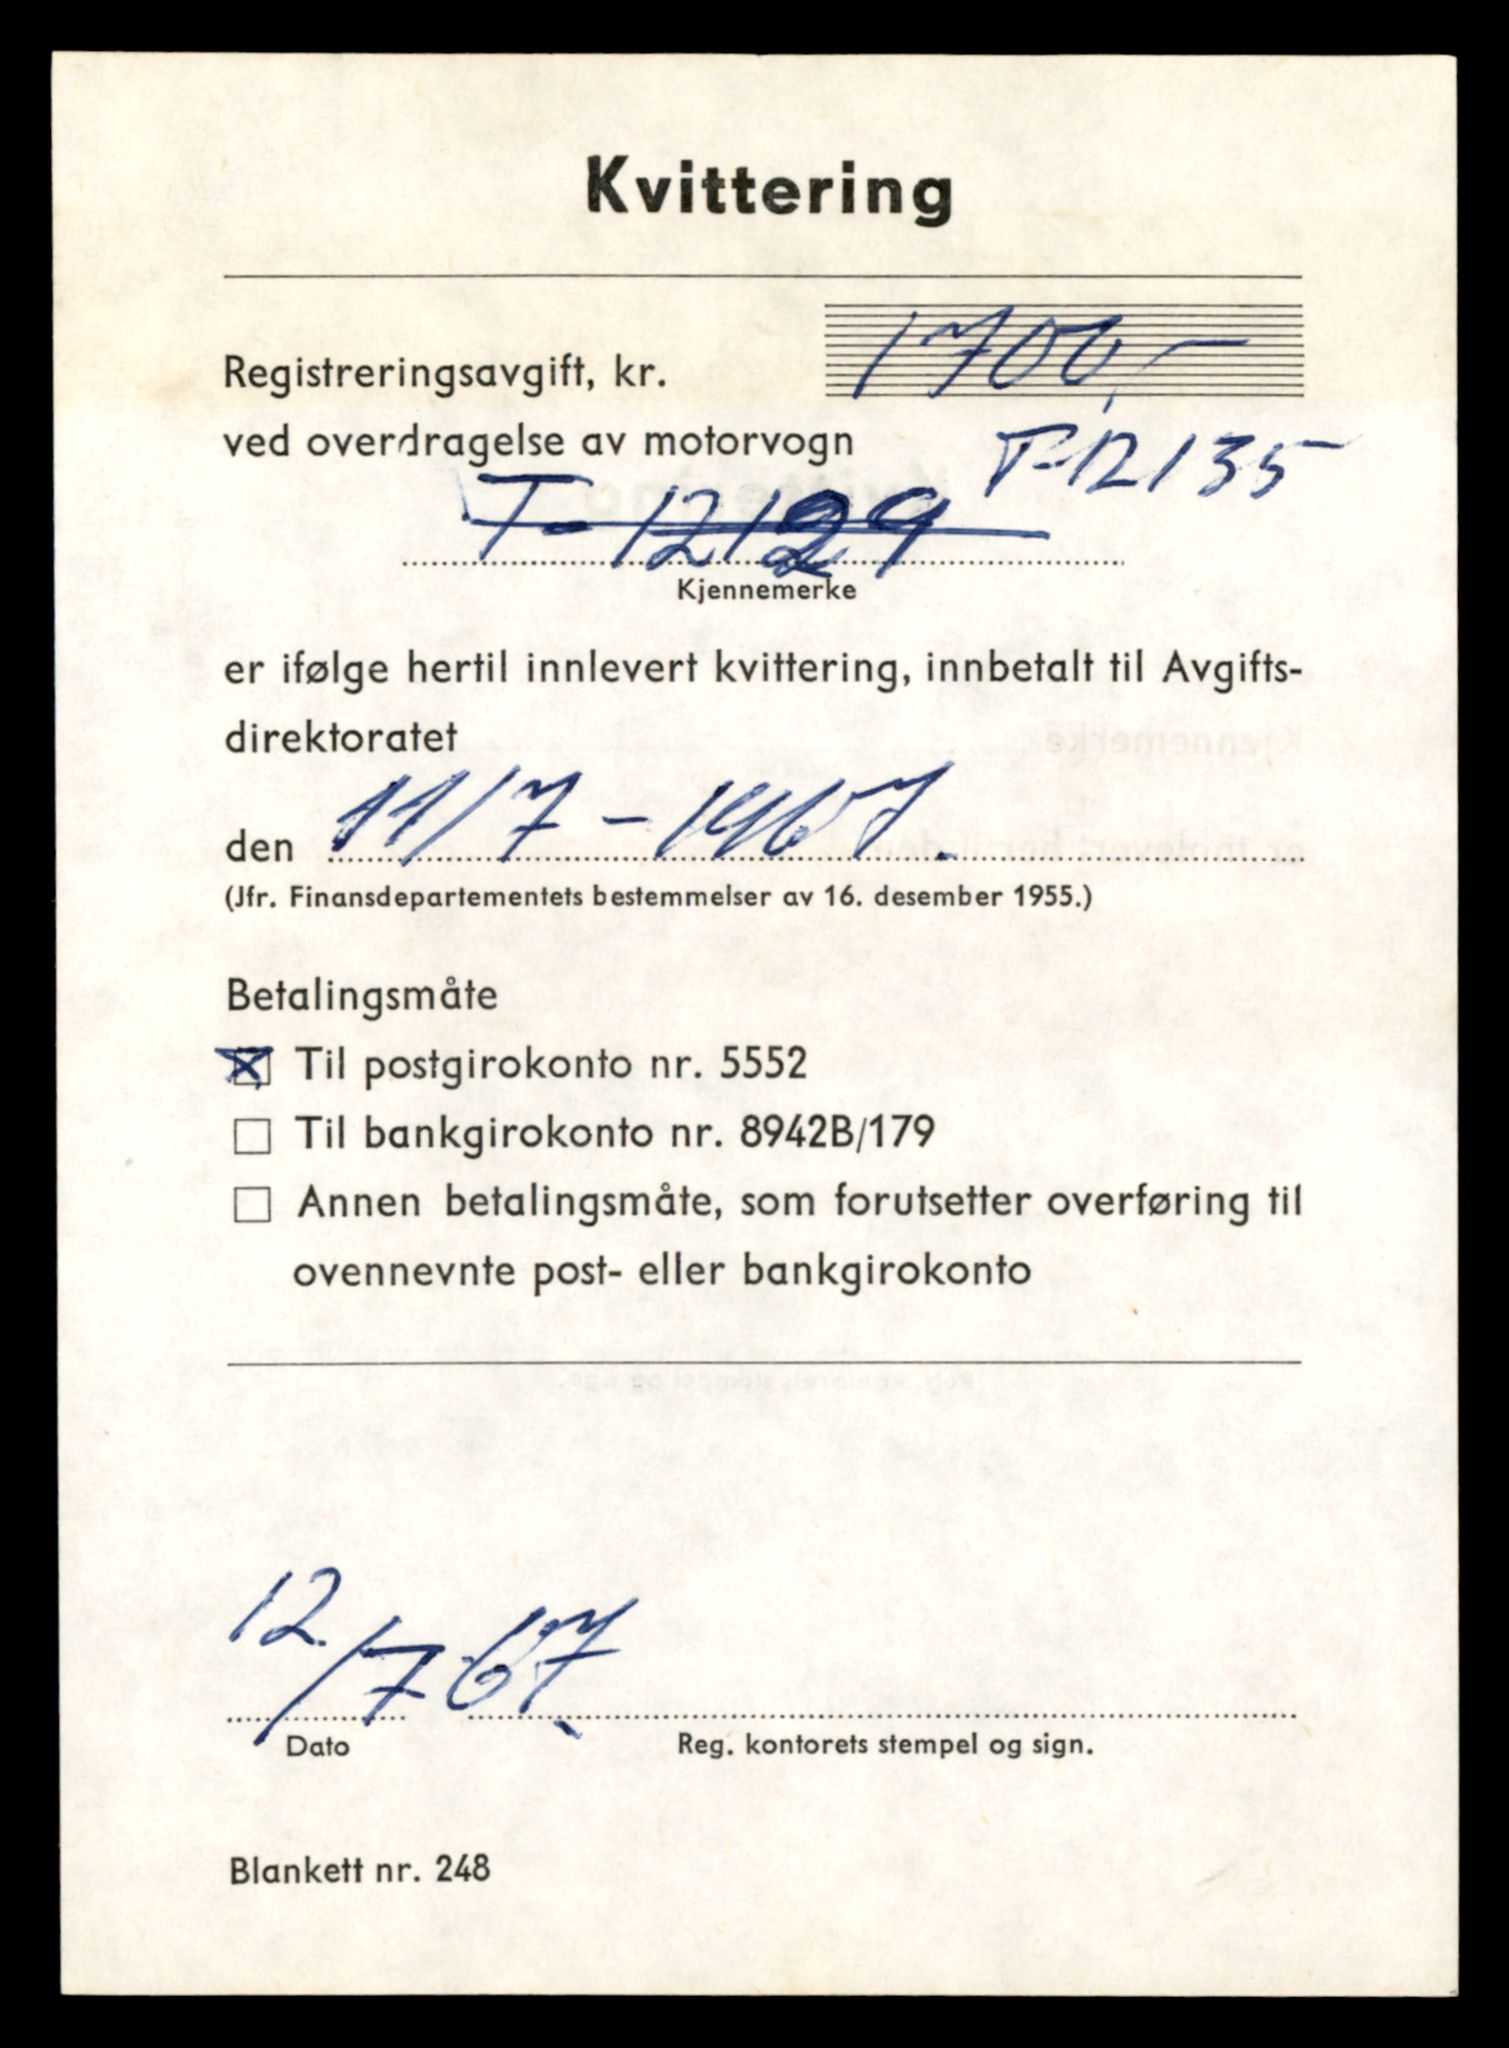 Kvittering
Registreringsavgift, kr. 1700,-
ved overdragelse av motorvogn T-12135
T-12129
Kjennemerke
er ifølge hertil innlevert kvittering, innbetalt til Avgifts-
direktoratet
den 11/7-1967.
(Jfr. Finansdepartementets bestemmelser av 16. desember 1955.)
Betalingsmåte
Til postgirokonto nr. 5552
Til bankgirokonto nr. 8942B/179
Annen betalingsmåte, som forutsetter overføring til
ovennevnte post- eller bankgirokonto
12/7 67.
Dato Reg. kontorets stempel og sign.
Blankett nr. 248